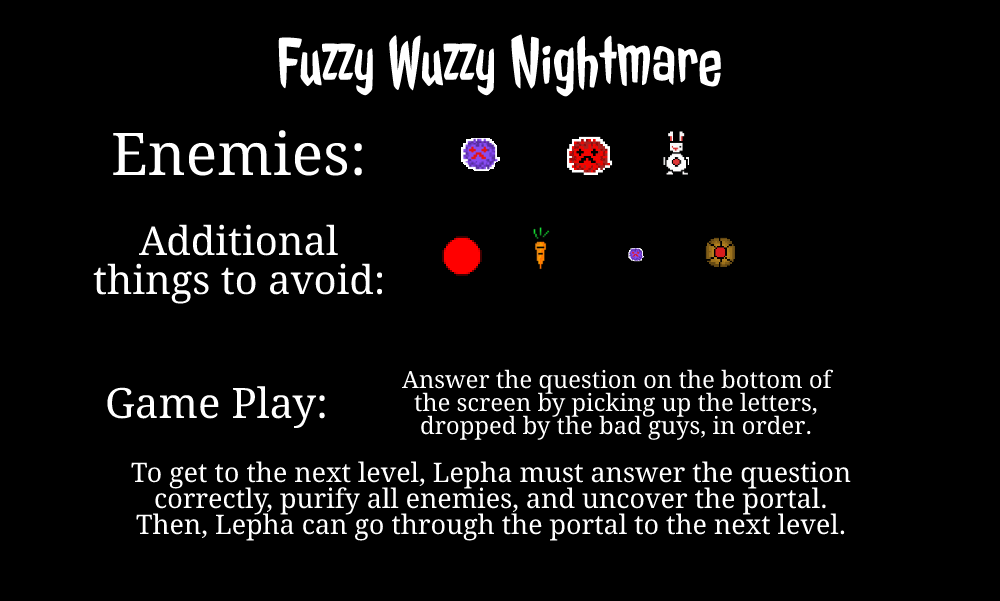 Fuzzy Wuzzy Nightmare
Enemies:
Additional
things to avoid:
Game Play:
Answer the question on the bottom of
the screen by picking up the letters,
dropped by the bad guys, in order.
To get to the next level, Lepha must answer the question
correctly, purify all enemies, and uncover the portal.
Then, Lepha can go through the portal to the next level.